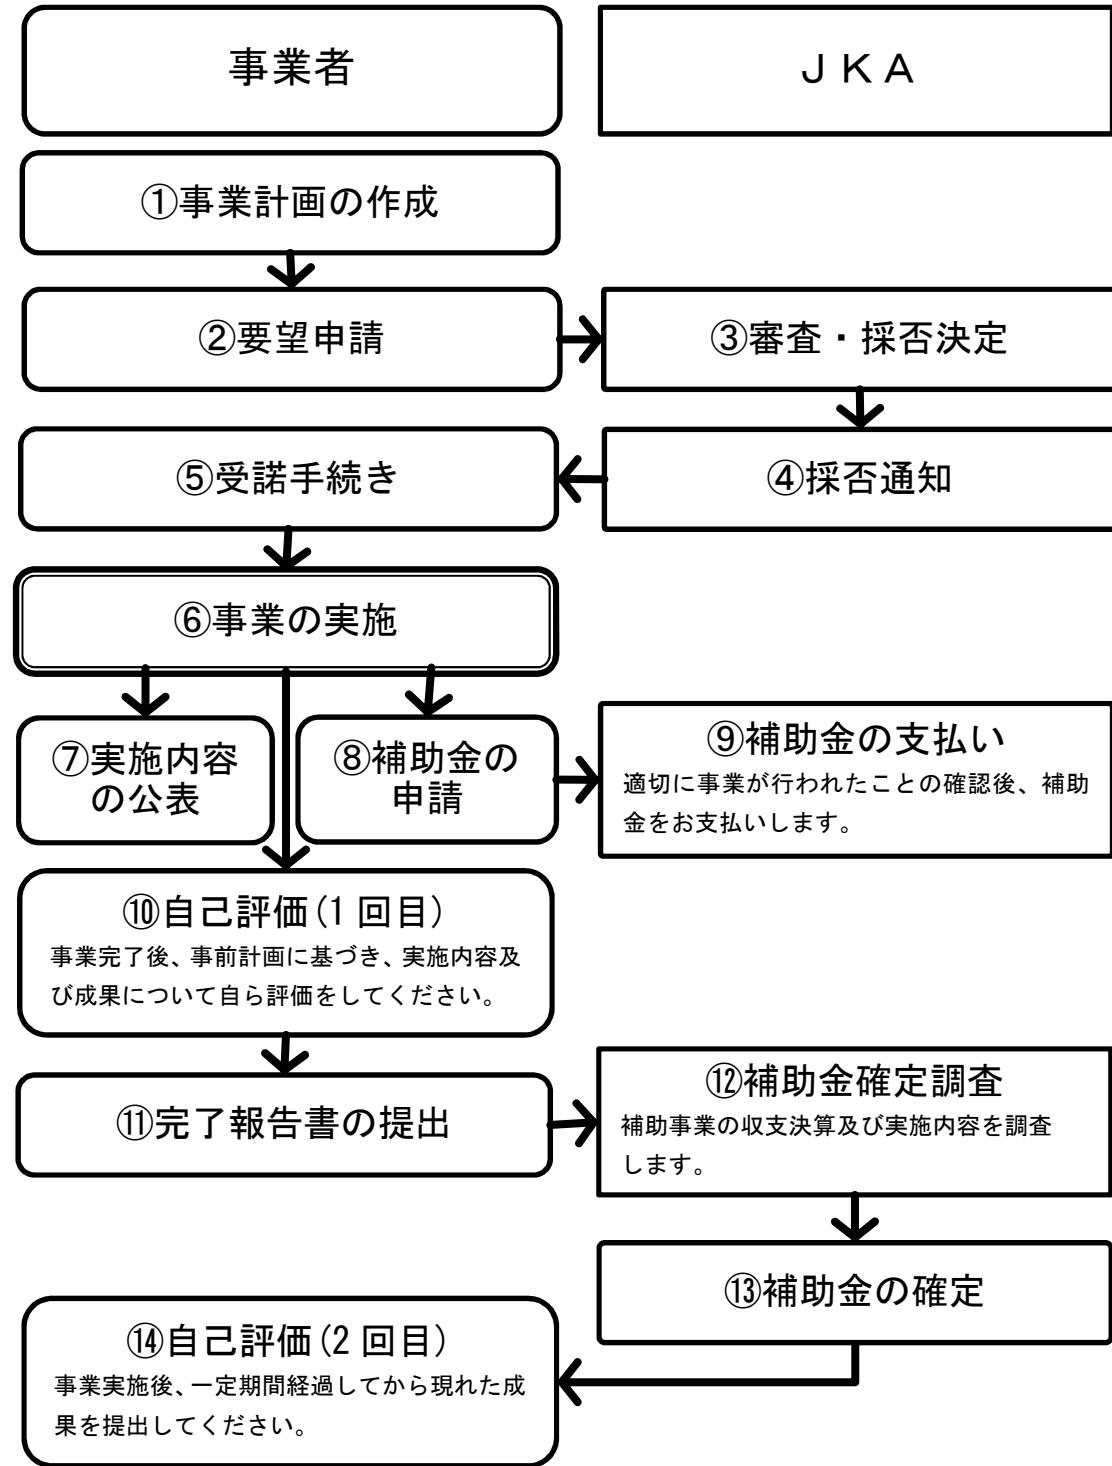 事業者
ＪＫＡ
①事業計画の作成
②要望申請
③審査・採否決定
⑤受諾手続き
④採否通知
⑥事業の実施
⑦実施内容
の公表
⑧補助金の
申請
⑨補助金の支払い
適切に事業が行われたことの確認後、補助
金をお支払いします。
⑩自己評価(1回目)
事業完了後、事前計画に基づき、実施内容及
び成果について自ら評価をしてください。
⑪完了報告書の提出
⑫補助金確定調査
補助事業の収支決算及び実施内容を調査
します。
⑬補助金の確定
⑭自己評価(2回目)
事業実施後、一定期間経過してから現れた成
果を提出してください。